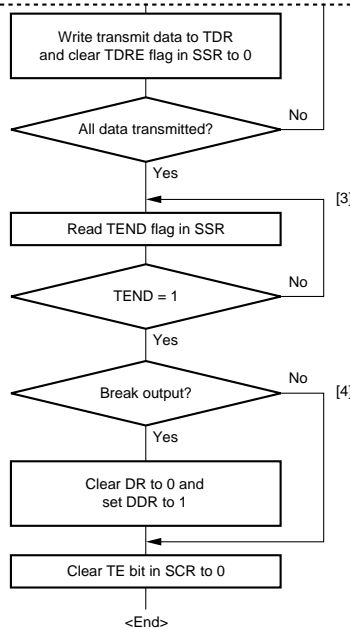 Write transmit data to TDR
and clear TDRE flag in SSR to 0
No
All data transmitted?
Yes
[3]
Read TEND flag in SSR
No
TEND = 1
Yes
No
[4]
Break output?
Yes
Clear DR to 0 and
set DDR to 1
Clear TE bit in SCR to 0
<End>